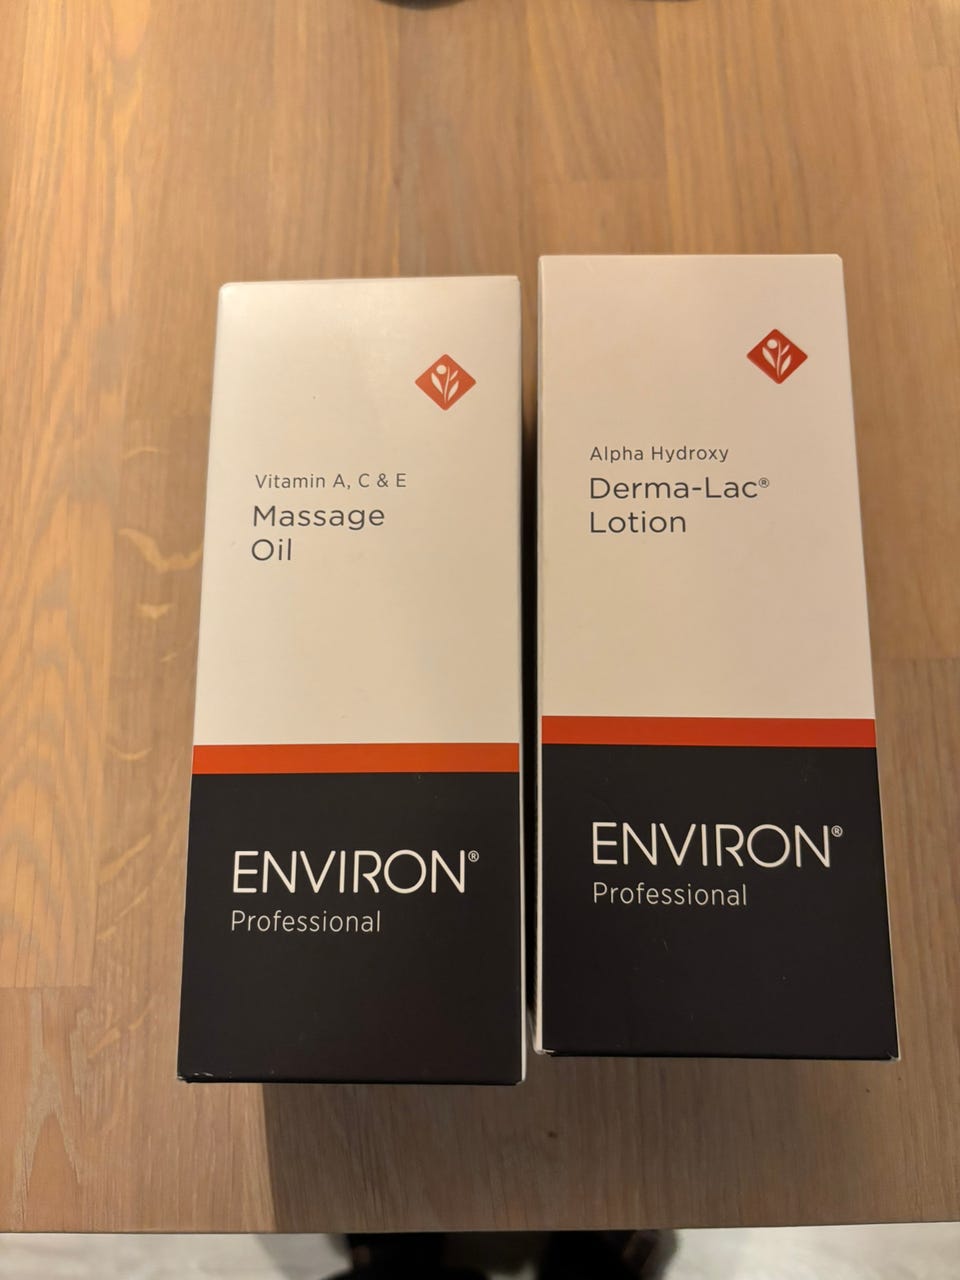 Vitamin A, C & E
Massage
Oil
ENVIRON®
Professional
Alpha Hydroxy
Derma-Lac®
Lotion
ENVIRON®
Professional